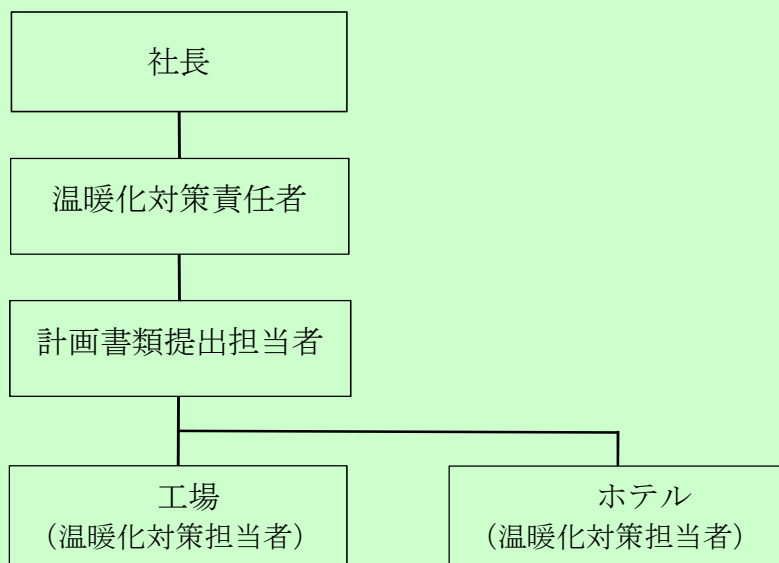 社長
温暖化対策責任者
計画書類提出担当者
工場
（温暖化対策担当者）
ホテル
（温暖化対策担当者）